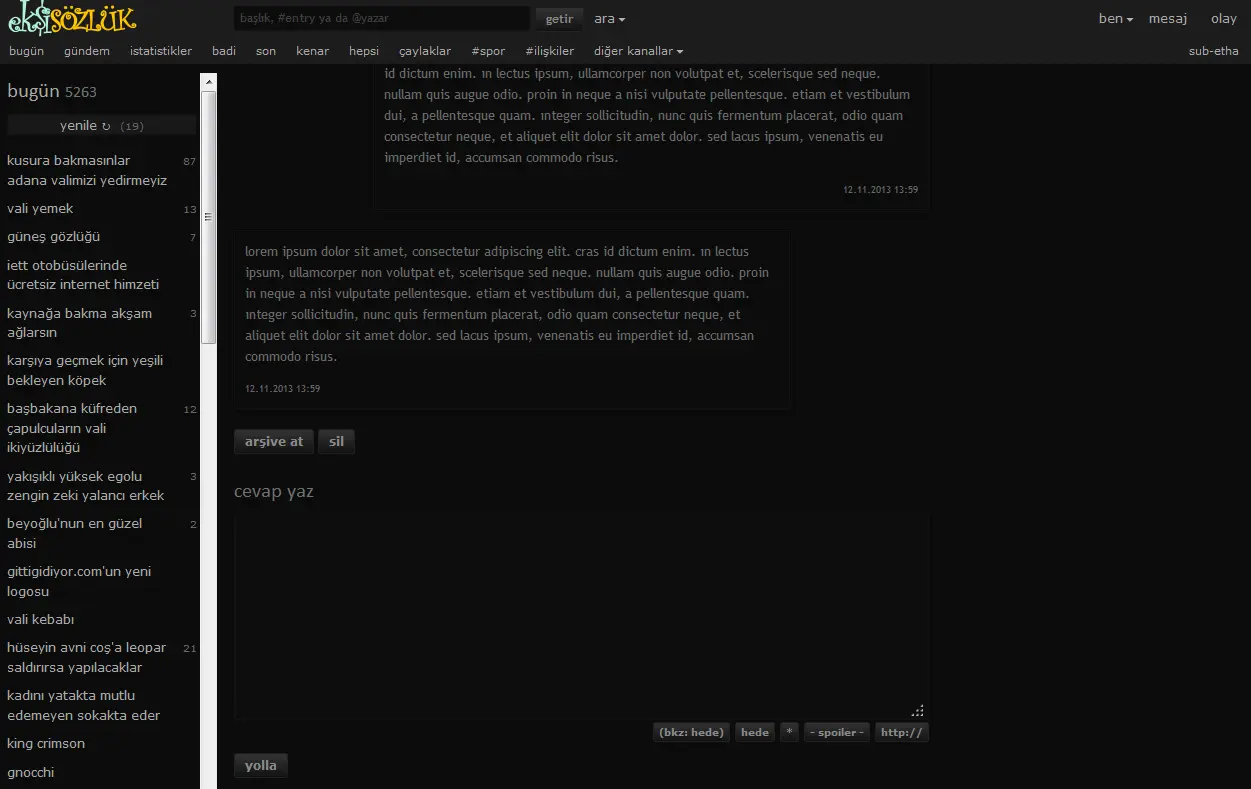 ekşisözlük
başlık, #entry ya da @yazar
getir
ara
ben
mesaj
olay
bugün
gündem
istatistikler
badi
son
kenar
hepsi
çaylaklar
#spor
#ilişkiler
diğer kanallar
sub-etha
bugün 5263
yenile ↻ (19)
kusura bakmasınlar 87
adana valimizi yedirmeyiz
vali yemek 13
güneş gözlüğü 7
iett otobüsülerinde
ücretsiz internet himzeti
kaynağa bakma akşam 3
ağlarsın
karşıya geçmek için yeşili
bekleyen köpek
başbakana küfreden 12
çapulcuların vali
ikiyüzlülüğü
yakışıklı yüksek egolu 3
zengin zeki yalancı erkek
beyoğlu'nun en güzel 2
abisi
gittigidiyor.com'un yeni
logosu
vali kebabı
hüseyin avni coş'a leopar 21
saldırırsa yapılacaklar
kadını yatakta mutlu
edemeyen sokakta eder
king crimson
gnocchi
id dictum enim. ın lectus ipsum, ullamcorper non volutpat et, scelerisque sed neque.
nullam quis augue odio. proin in neque a nisi vulputate pellentesque. etiam et vestibulum
dui, a pellentesque quam. ınteger sollicitudin, nunc quis fermentum placerat, odio quam
consectetur neque, et aliquet elit dolor sit amet dolor. sed lacus ipsum, venenatis eu
imperdiet id, accumsan commodo risus.
12.11.2013 13:59
lorem ipsum dolor sit amet, consectetur adipiscing elit. cras id dictum enim. ın lectus
ipsum, ullamcorper non volutpat et, scelerisque sed neque. nullam quis augue odio. proin
in neque a nisi vulputate pellentesque. etiam et vestibulum dui, a pellentesque quam.
ınteger sollicitudin, nunc quis fermentum placerat, odio quam consectetur neque, et
aliquet elit dolor sit amet dolor. sed lacus ipsum, venenatis eu imperdiet id, accumsan
commodo risus.
12.11.2013 13:59
arşive at
sil
cevap yaz
(bkz: hede)
hede
*
- spoiler -
http://
yolla